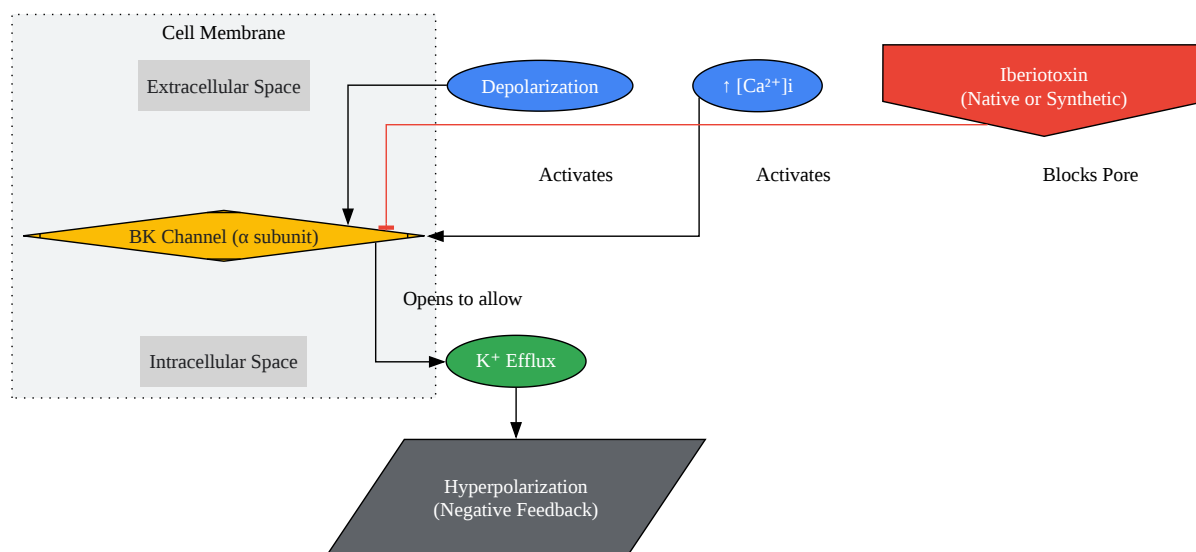 Cell Membrane
Extracellular Space
Depolarization
↑ [Ca²⁺]i
Iberiotoxin
(Native or Synthetic)
Activates
Activates
Blocks Pore
BK Channel (α subunit)
Opens to allow
Intracellular Space
K⁺ Efflux
Hyperpolarization
(Negative Feedback)